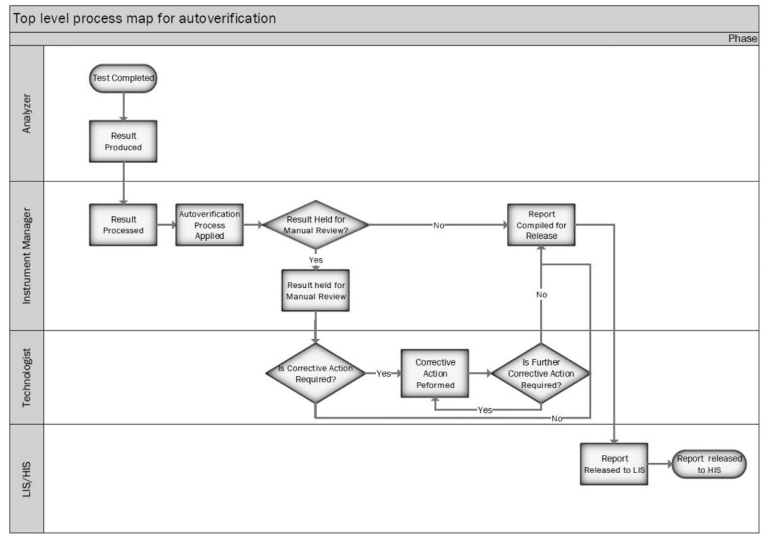 Top level process map for autoverification
Phase
Analyzer
Test Completed
Result
Produced
Instrument Manager
Result
Processed
Autoverification
Process
Applied
Result Held for
Manual Review?
No
Report
Compiled for
Release
Yes
Result held for
Manual Review
No
Technologist
Is Corrective Action
Required?
Yes
Corrective
Action
Peformed
Is Further
Corrective Action
Required?
Yes
No
LIS/HIS
Report
Released to LIS
Report released
to HIS